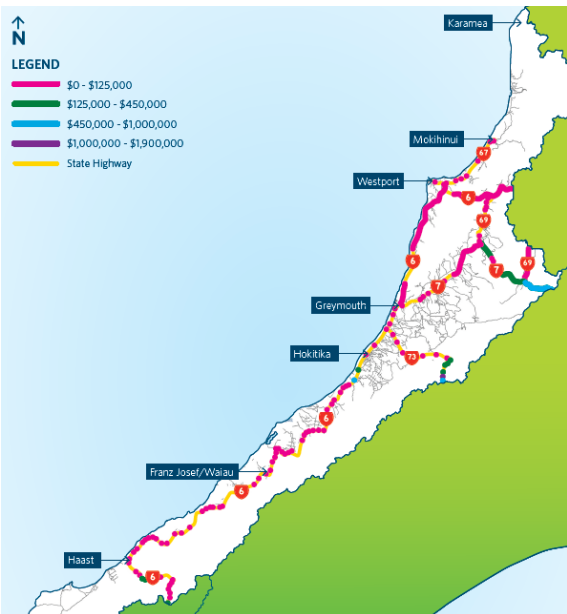 Karamea
N
LEGEND
$0 - $125,000
$125,000 - $450,000
$450,000 - $1,000,000
$1,000,000 - $1,900,000
State Highway
Mokihinui
67
Westport
6
69
6
7
69
7
Greymouth
Hokitika
73
6
Franz Josef/Waiau
6
Haast
6